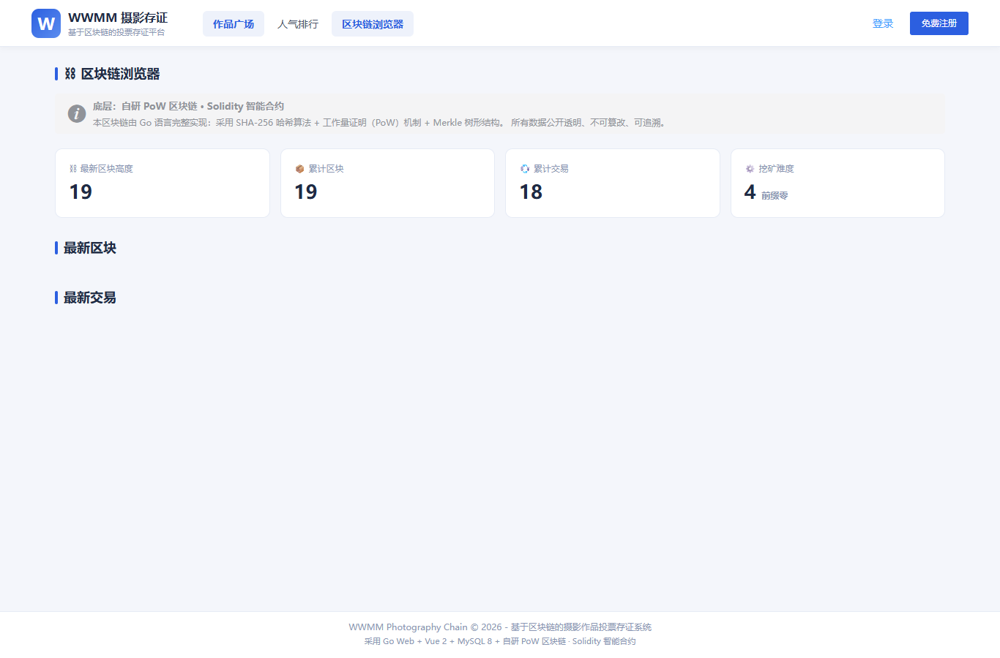 W
WWMM 摄影存证
基于区块链的投票存证平台
作品广场
人气排行
区块链浏览器
登录
免费注册
⛓ 区块链浏览器
底层：自研 PoW 区块链 • Solidity 智能合约
本区块链由 Go 语言完整实现：采用 SHA-256 哈希算法 + 工作量证明（PoW）机制 + Merkle 树形结构。 所有数据公开透明、不可篡改、可追溯。
⛓ 最新区块高度
19
📦 累计区块
19
💱 累计交易
18
⚙️ 挖矿难度
4 前缀零
最新区块
最新交易
WWMM Photography Chain © 2026 - 基于区块链的摄影作品投票存证系统
采用 Go Web + Vue 2 + MySQL 8 + 自研 PoW 区块链 · Solidity 智能合约